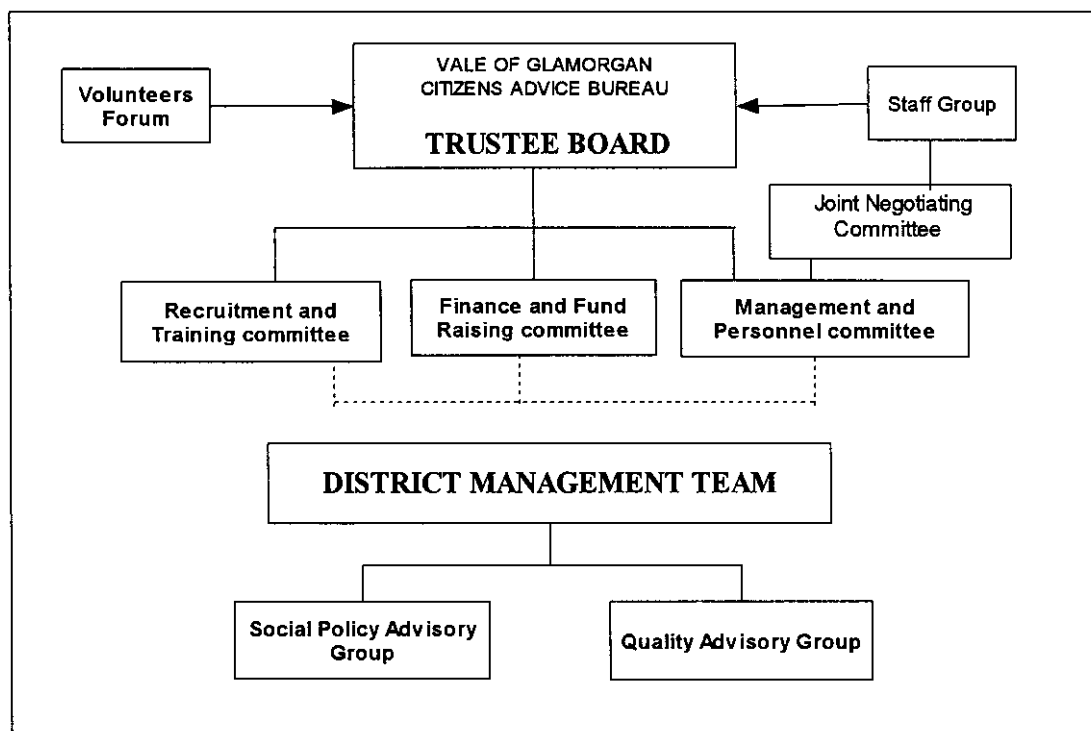 VALE OF GLAMORGAN
CITIZENS ADVICE BUREAU
TRUSTEE BOARD
Volunteers
Forum
Staff Group
Joint Negotiating
Committee
Recruitment and
Training committee
Finance and Fund
Raising committee
Management and
Personnel committee
DISTRICT MANAGEMENT TEAM
Social Policy Advisory
Group
Quality Advisory Group